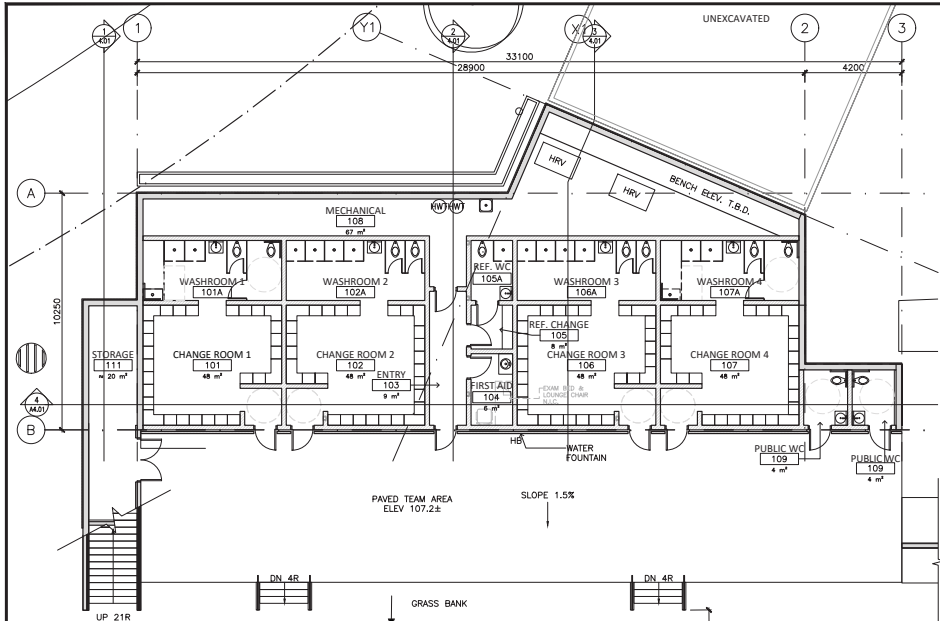 UNEXCAVATED
1
4.01
1
Y1
2
4.01
X1
3
4.01
2
3
33100
28900
4200
A
HRV
HRV
BENCH ELEV. T.B.D.
HWT
HWT
MECHANICAL
108
67 m²
10250
WASHROOM 1
101A
WASHROOM 2
102A
REF. WC
105A
WASHROOM 3
106A
WASHROOM 4
107A
STORAGE
111
≈ 20 m²
CHANGE ROOM 1
101
48 m²
CHANGE ROOM 2
102
48 m²
ENTRY
103
9 m²
REF. CHANGE
105
8 m²
FIRST AID
104
6 m²
EXAM BED &
LOUNGE CHAIR
N.I.C.
CHANGE ROOM 3
106
48 m²
CHANGE ROOM 4
107
48 m²
4
A4.01
B
HB
WATER
FOUNTAIN
PUBLIC WC
109
4 m²
PUBLIC WC
109
4 m²
PAVED TEAM AREA
ELEV 107.2±
SLOPE 1.5%
DN 4R
DN 4R
GRASS BANK
UP 21R